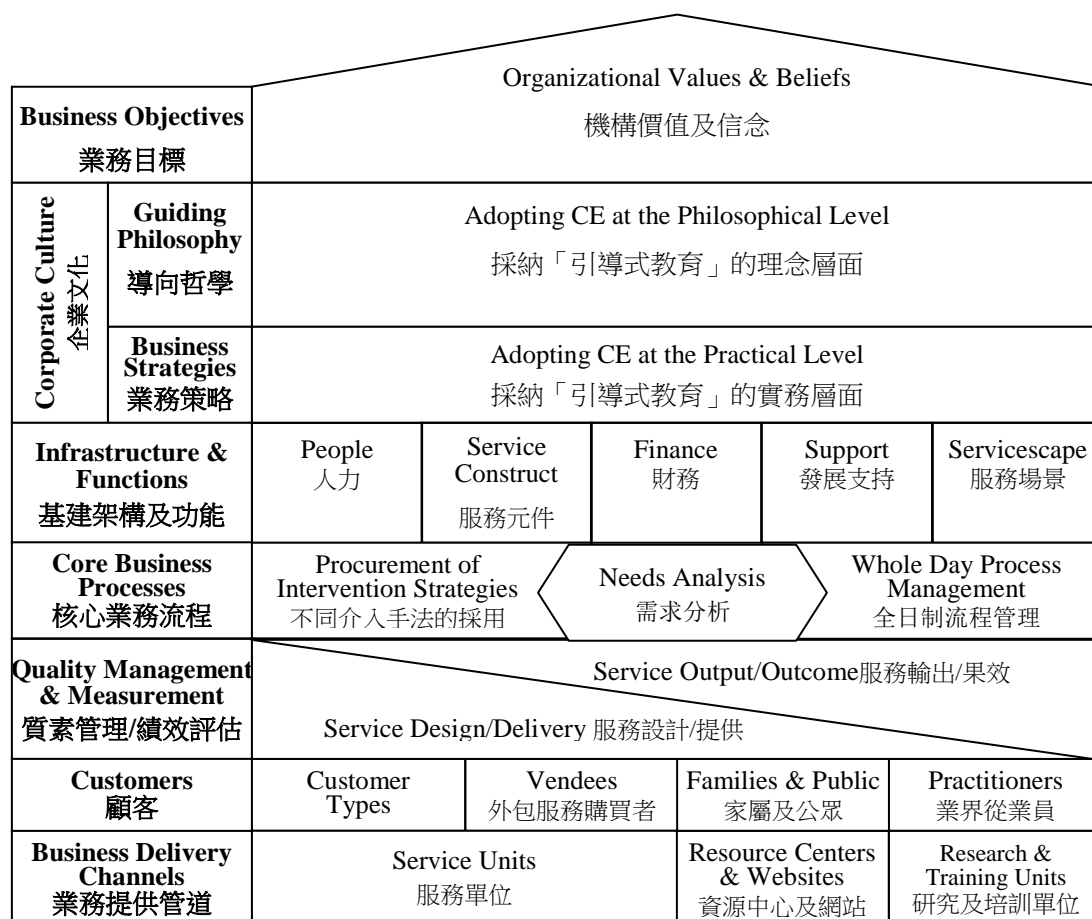 Organizational Values & Beliefs
機構價值及信念
Business Objectives
業務目標
Corporate Culture
企業文化
Guiding
Philosophy
導向哲學
Adopting CE at the Philosophical Level
採納「引導式教育」的理念層面
Business
Strategies
業務策略
Adopting CE at the Practical Level
採納「引導式教育」的實務層面
Infrastructure &
Functions
基建架構及功能
People
人力
Service
Construct
服務元件
Finance
財務
Support
發展支持
Servicescape
服務場景
Core Business
Processes
核心業務流程
Procurement of
Intervention Strategies
不同介入手法的採用
Needs Analysis
需求分析
Whole Day Process
Management
全日制流程管理
Quality Management
& Measurement
質素管理/績效評估
Service Output/Outcome服務輸出/果效
Service Design/Delivery 服務設計/提供
Customers
顧客
Customer
Types
Vendees
外包服務購買者
Families & Public
家屬及公眾
Practitioners
業界從業員
Business Delivery
Channels
業務提供管道
Service Units
服務單位
Resource Centers
& Websites
資源中心及網站
Research &
Training Units
研究及培訓單位